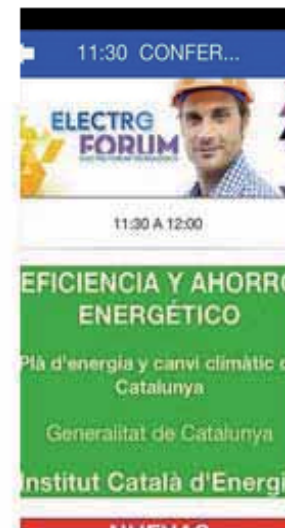 11:30 CONFER...
ELECTRO
FORUM
11:30 A 12:00
EFICIENCIA Y AHORRO
ENERGÉTICO
Plà d'energia y canvi climàtic
Catalunya
Generalitat de Catalunya
Institut Català d'Energi